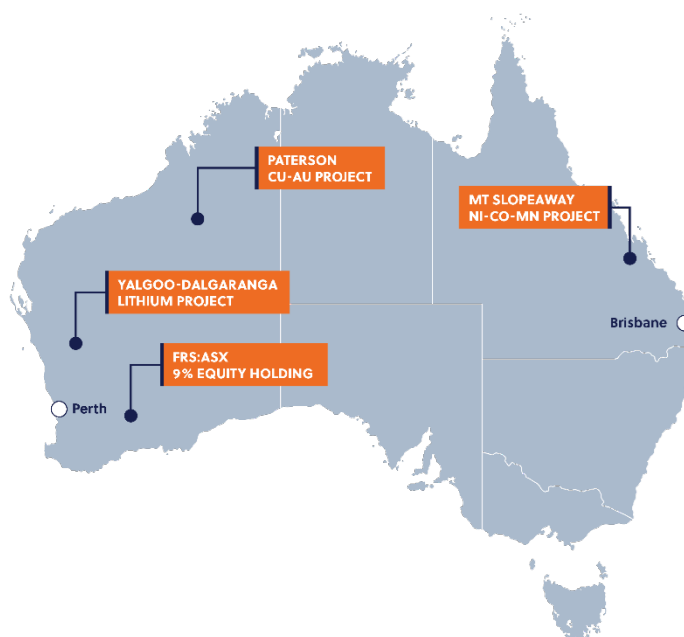 PATERSON
CU-AU PROJECT
MT SLOPEAWAY
NI-CO-MN PROJECT
YALGOO-DALGARANGA
LITHIUM PROJECT
Brisbane
FRS:ASX
9% EQUITY HOLDING
Perth